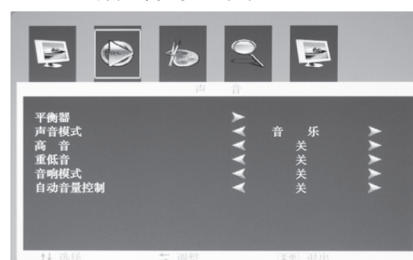 声 音
平衡器
声音模式 音 乐
高 音 关
重低音 关
音响模式 关
自动音量控制 关
选择 调整 退出